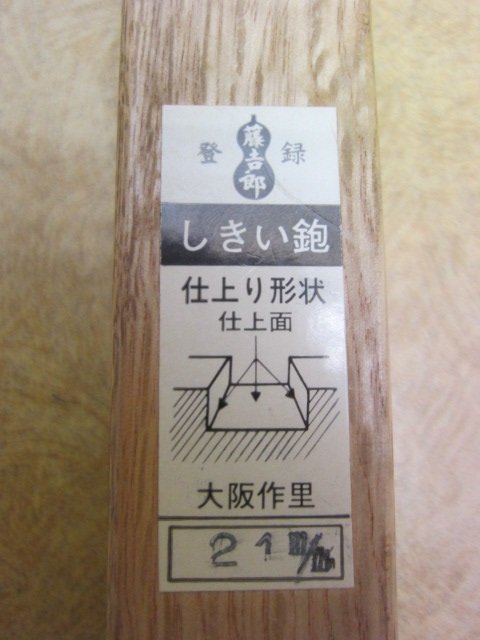 登 藤吉郎 録
しきい鉋
仕上り形状
仕上面
大阪作里
21 m/m